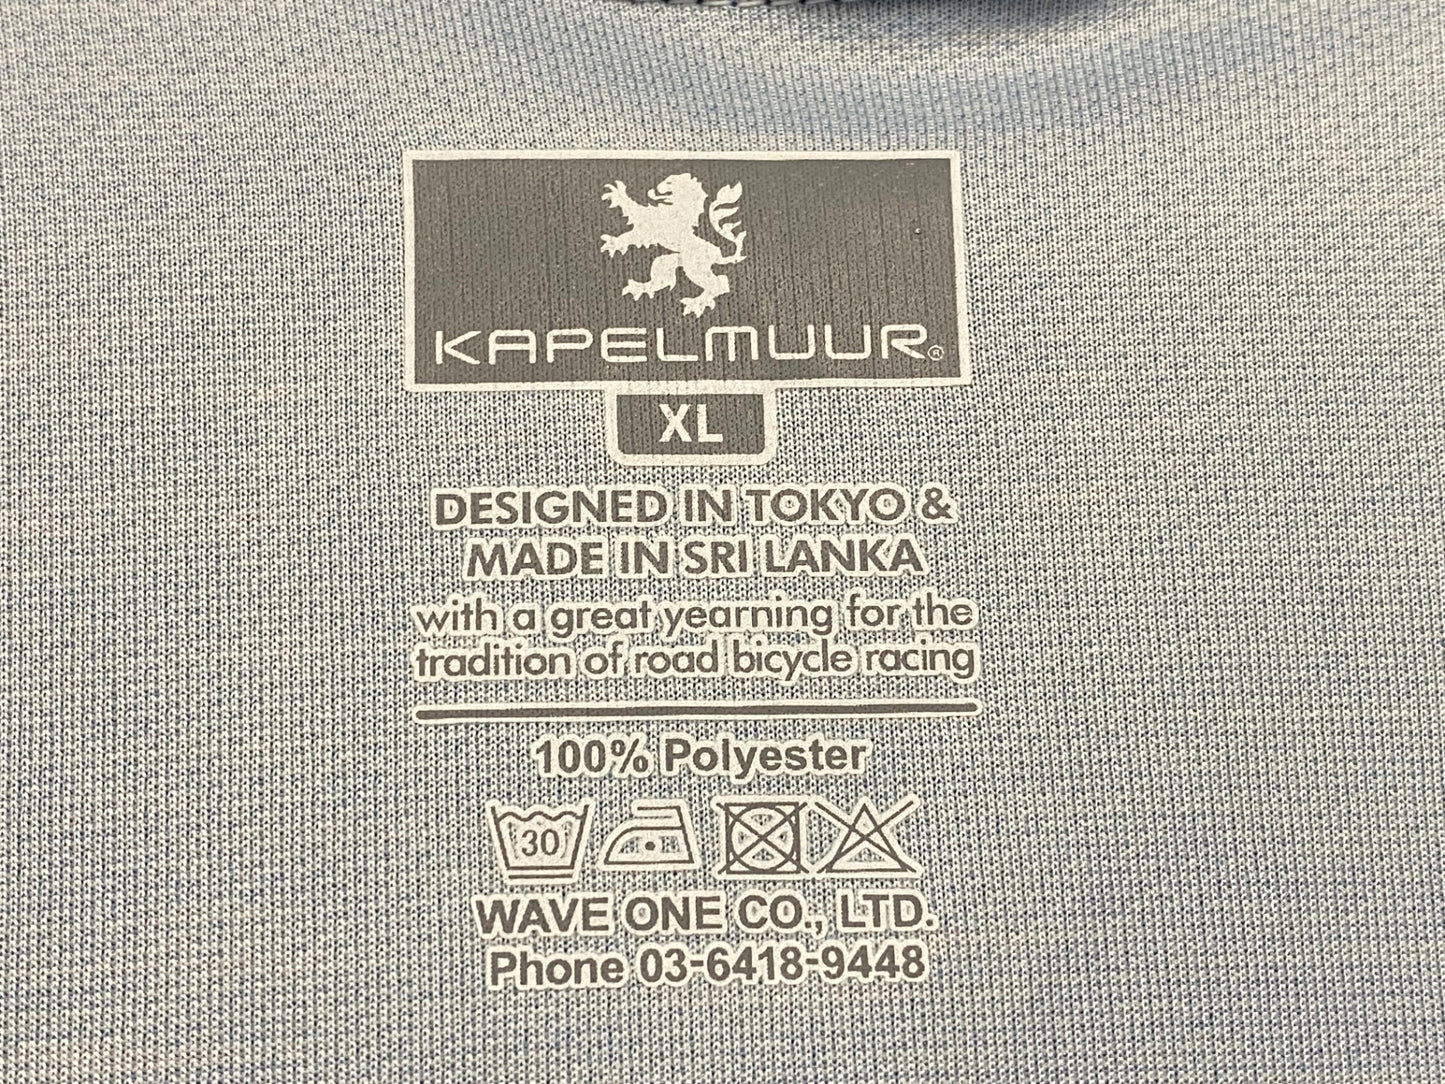 KAPELMUUR®
XL
DESIGNED IN TOKYO &
MADE IN SRI LANKA
with a great yearning for the
tradition of road bicycle racing
100% Polyester
30
WAVE ONE CO., LTD.
Phone 03-6418-9448